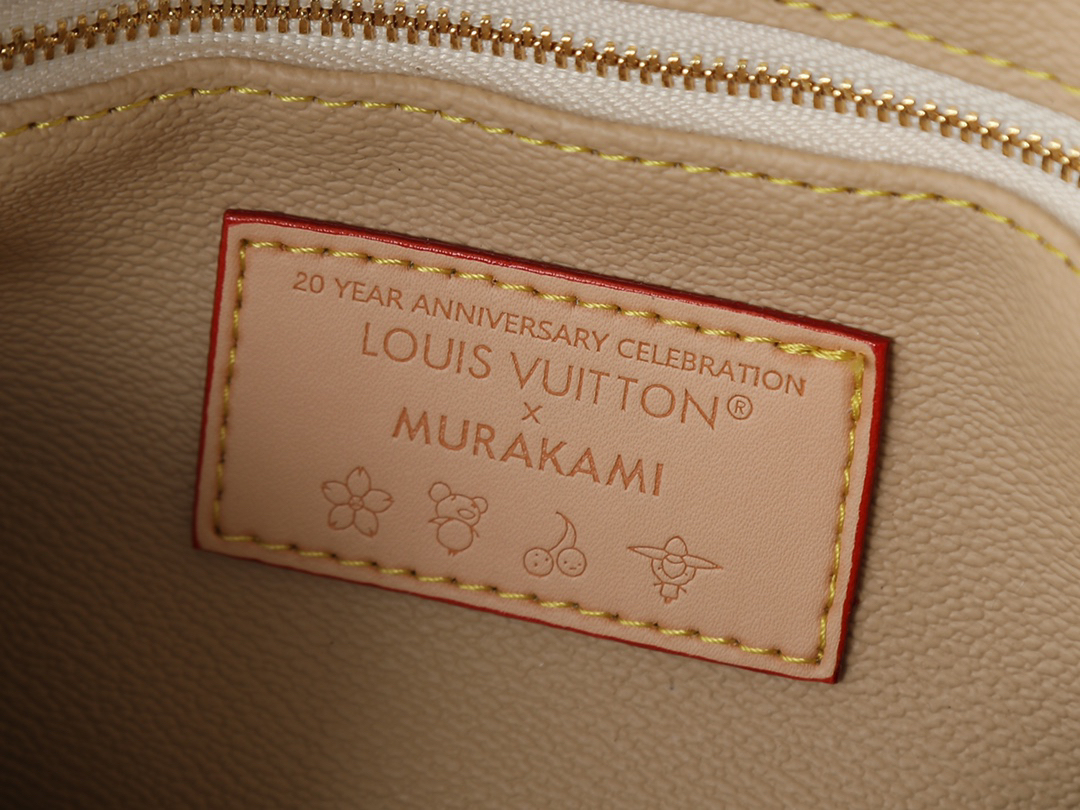 20 YEAR ANNIVERSARY CELEBRATION
LOUIS VUITTON®
×
MURAKAMI